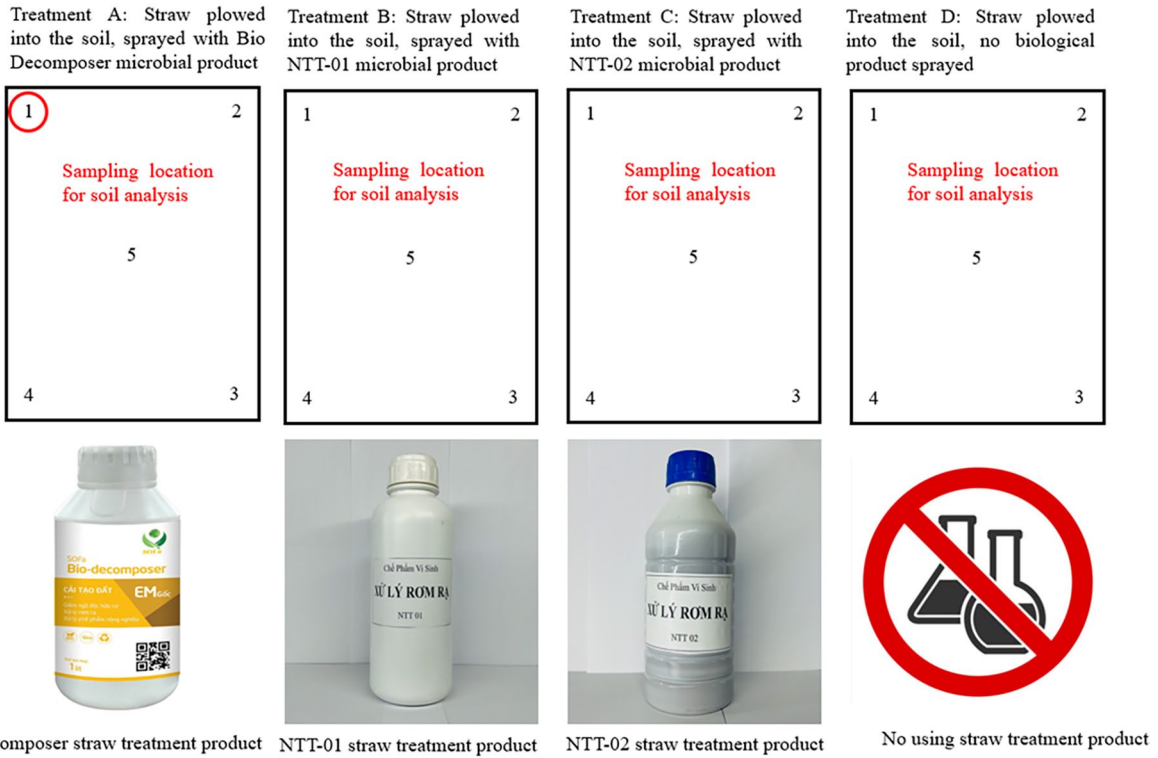 Treatment A: Straw plowed
into the soil, sprayed with Bio
Decomposer microbial product
Treatment B: Straw plowed
into the soil, sprayed with
NTT-01 microbial product
Treatment C: Straw plowed
into the soil, sprayed with
NTT-02 microbial product
Treatment D: Straw plowed
into the soil, no biological
product sprayed
1
2
Sampling location
for soil analysis
5
4
3
1
2
Sampling location
for soil analysis
5
4
3
1
2
Sampling location
for soil analysis
5
4
3
1
2
Sampling location
for soil analysis
5
4
3
SOFa
Bio-decomposer
CẢI TẠO ĐẤT
EM Gốc
1
Chế Phẩm Vi Sinh
XỬ LÝ RƠM RẠ
NTT 01
Chế Phẩm Vi Sinh
XỬ LÝ RƠM RẠ
NTT 02
omposer straw treatment product
NTT-01 straw treatment product
NTT-02 straw treatment product
No using straw treatment product